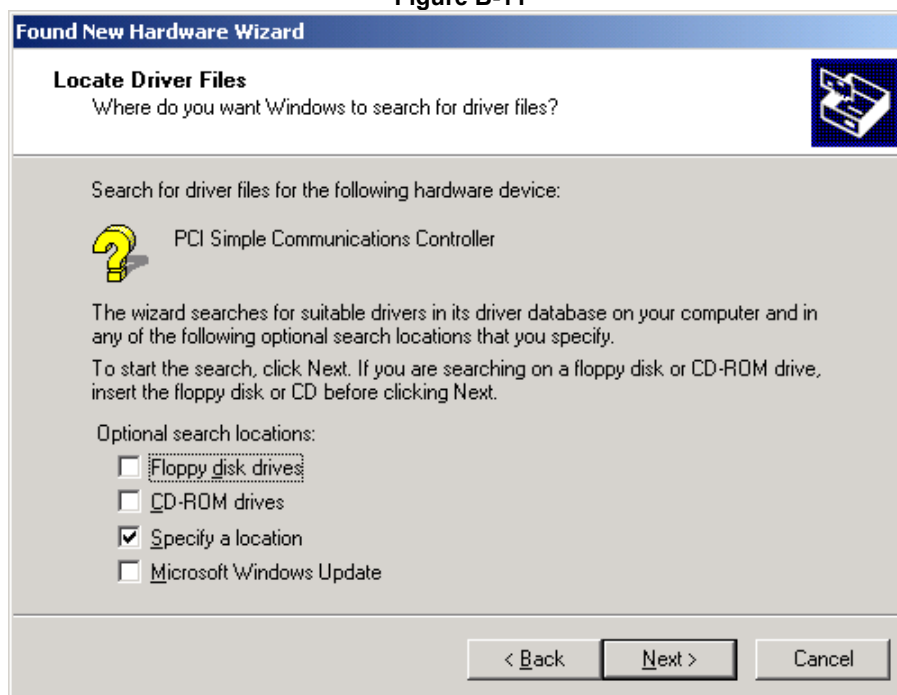 Figure B-11
Found New Hardware Wizard
Locate Driver Files
Where do you want Windows to search for driver files?
Search for driver files for the following hardware device:
PCI Simple Communications Controller
The wizard searches for suitable drivers in its driver database on your computer and in
any of the following optional search locations that you specify.
To start the search, click Next. If you are searching on a floppy disk or CD-ROM drive,
insert the floppy disk or CD before clicking Next.
Optional search locations:
Floppy disk drives
CD-ROM drives
Specify a location
Microsoft Windows Update
< Back Next > Cancel